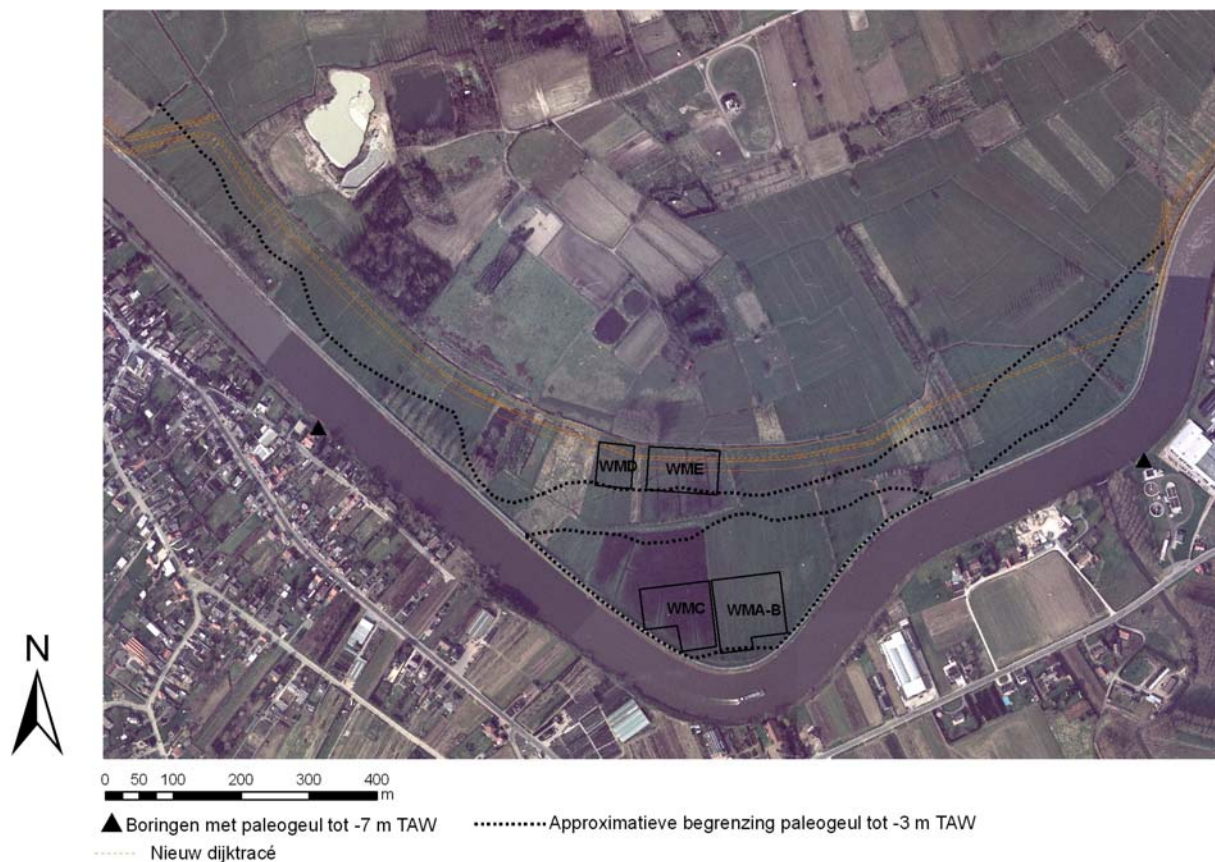 WMD WME
WMC WMA-B
N
0 50 100 200 300 400
m
Boringen met paleogeul tot -7 m TAW Approximatieve begrenzing paleogeul tot -3 m TAW
Nieuw dijktracé